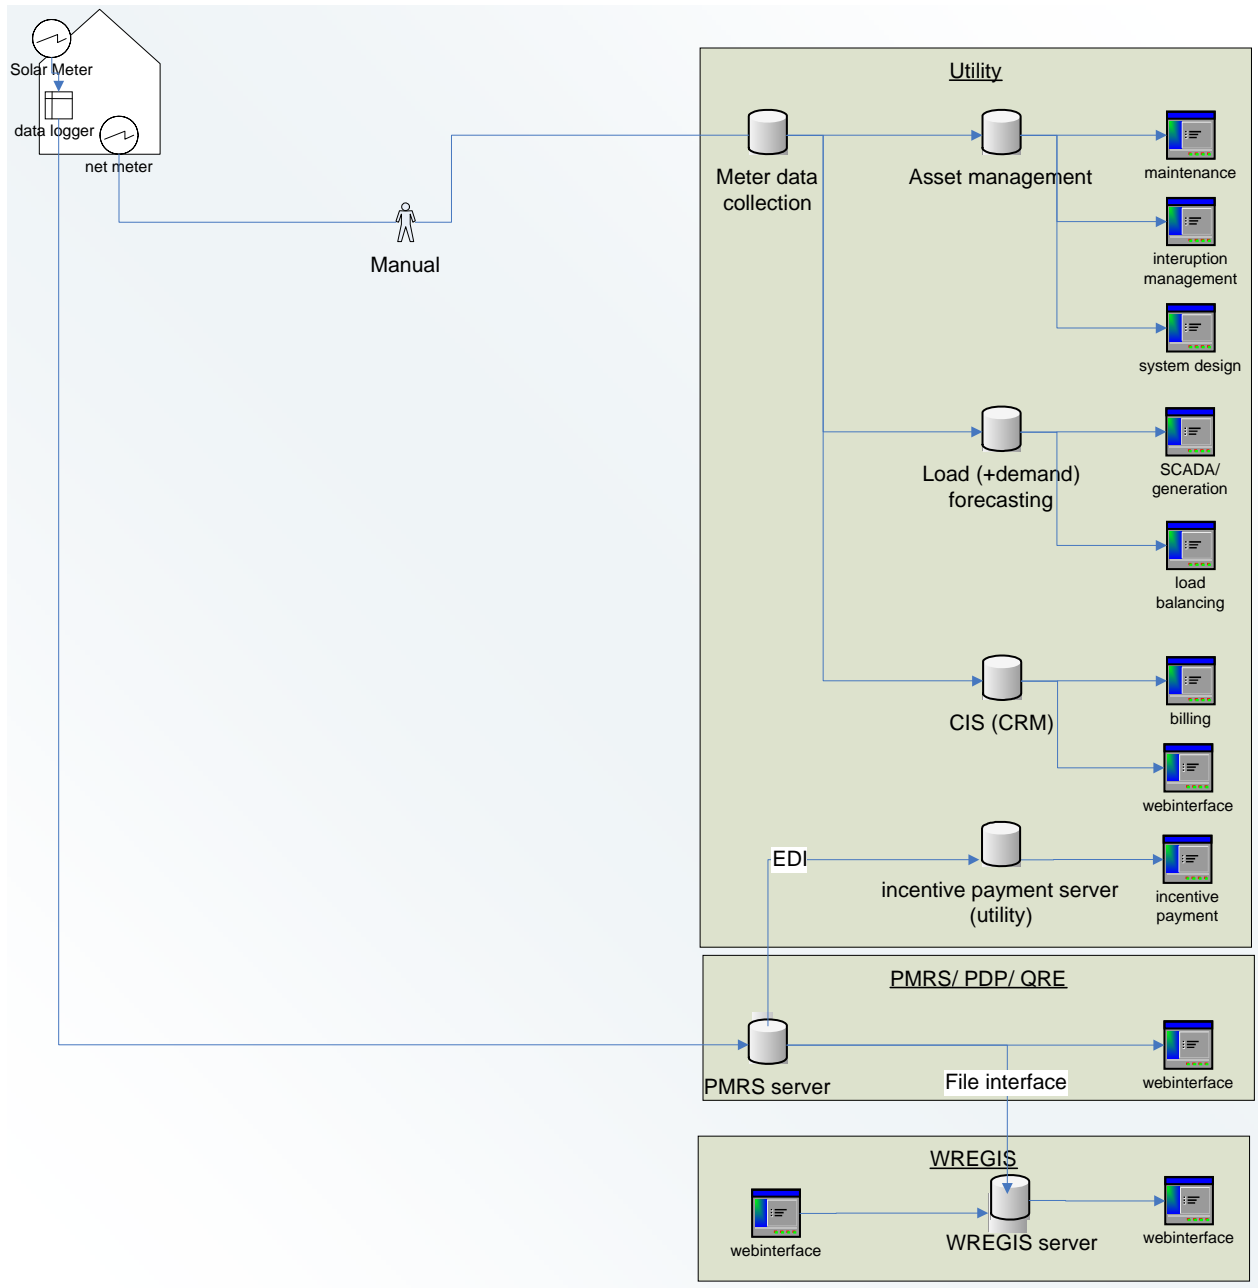 Solar Meter
data logger
net meter
Manual
Utility
Meter data
collection
Asset management
maintenance
interuption
management
system design
Load (+demand)
forecasting
SCADA/
generation
load
balancing
CIS (CRM)
billing
webinterface
EDI
incentive payment server
(utility)
incentive
payment
PMRS/ PDP/ QRE
PMRS server
File interface
webinterface
WREGIS
webinterface
WREGIS server
webinterface